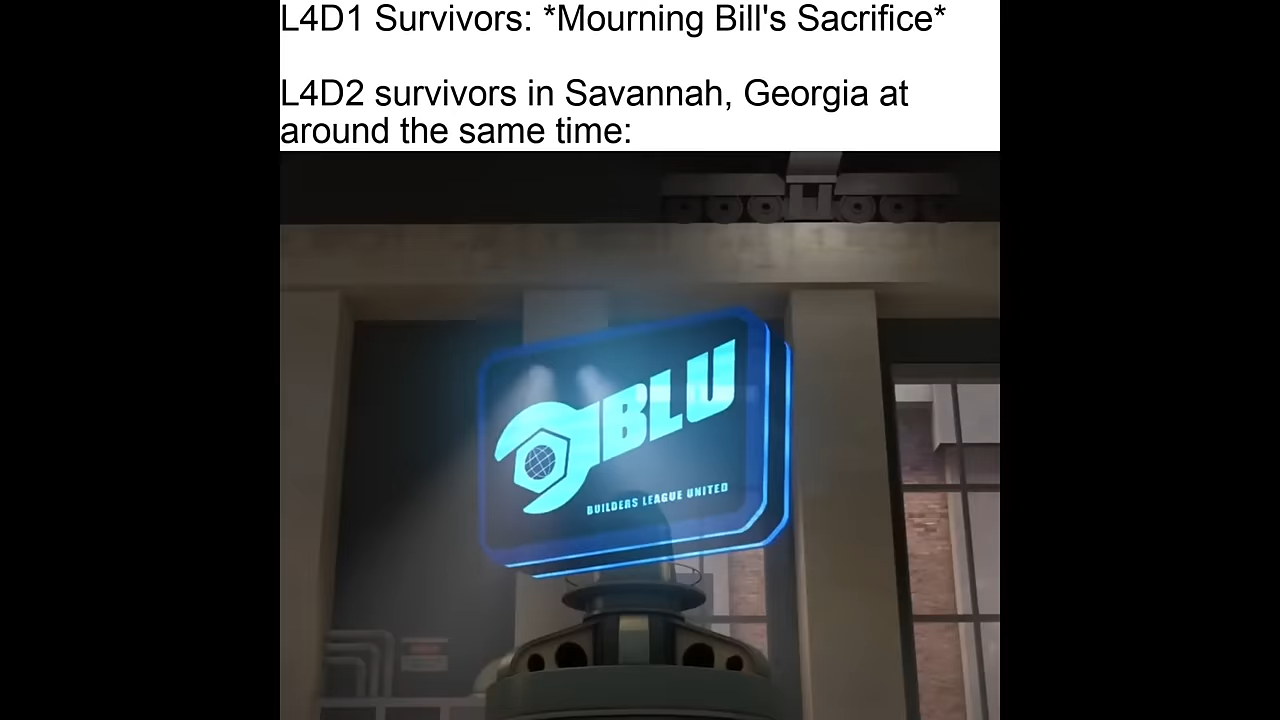 L4D1 Survivors: *Mourning Bill's Sacrifice*
L4D2 survivors in Savannah, Georgia at
around the same time:
BLU
BUILDERS LEAGUE UNITED